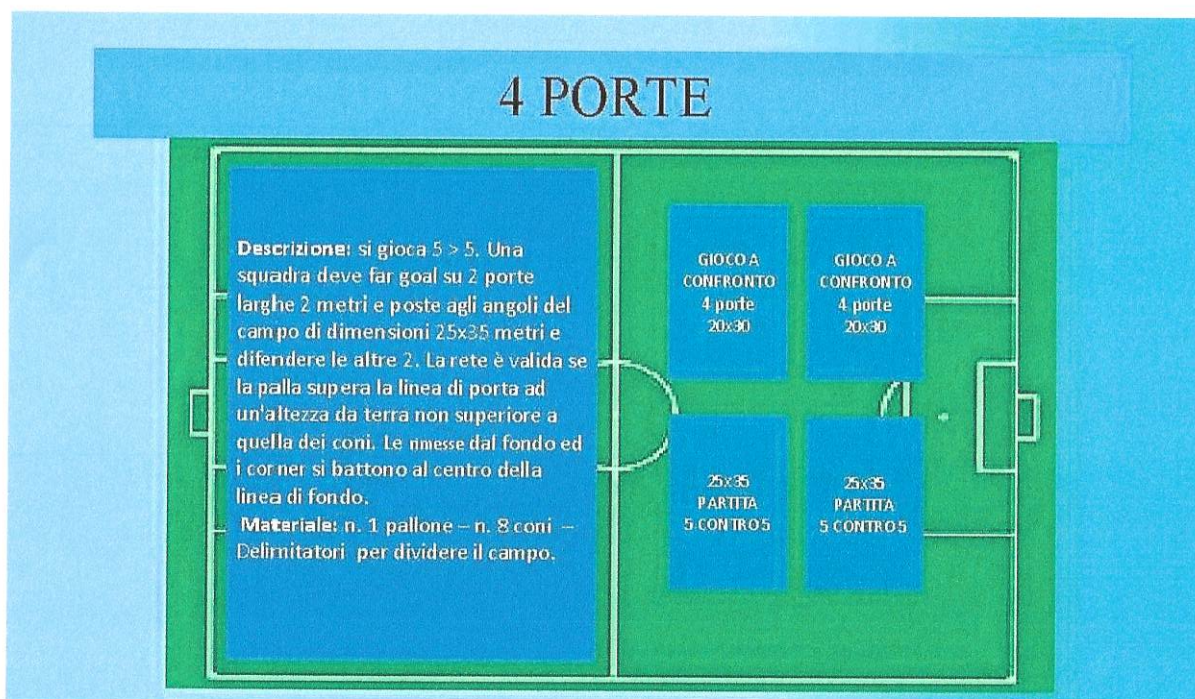 4 PORTE
Descrizione: si gioca 5 > 5. Una
squadra deve far goal su 2 porte
larghe 2 metri e poste agli angoli del
campo di dimensioni 25x35 metri e
difendere le altre 2. La rete è valida se
la palla supera la linea di porta ad
un'altezza da terra non superiore a
quella dei coni. Le rimesse dal fondo ed
i corner si battono al centro della
linea di fondo.
Materiale: n. 1 pallone – n. 8 coni –
Delimitatori per dividere il campo.
GIOCO A
CONFRONTO
4 porte
20x30
GIOCO A
CONFRONTO
4 porte
20x30
25x35
PARTITA
5 CONTRO 5
25x35
PARTITA
5 CONTRO 5